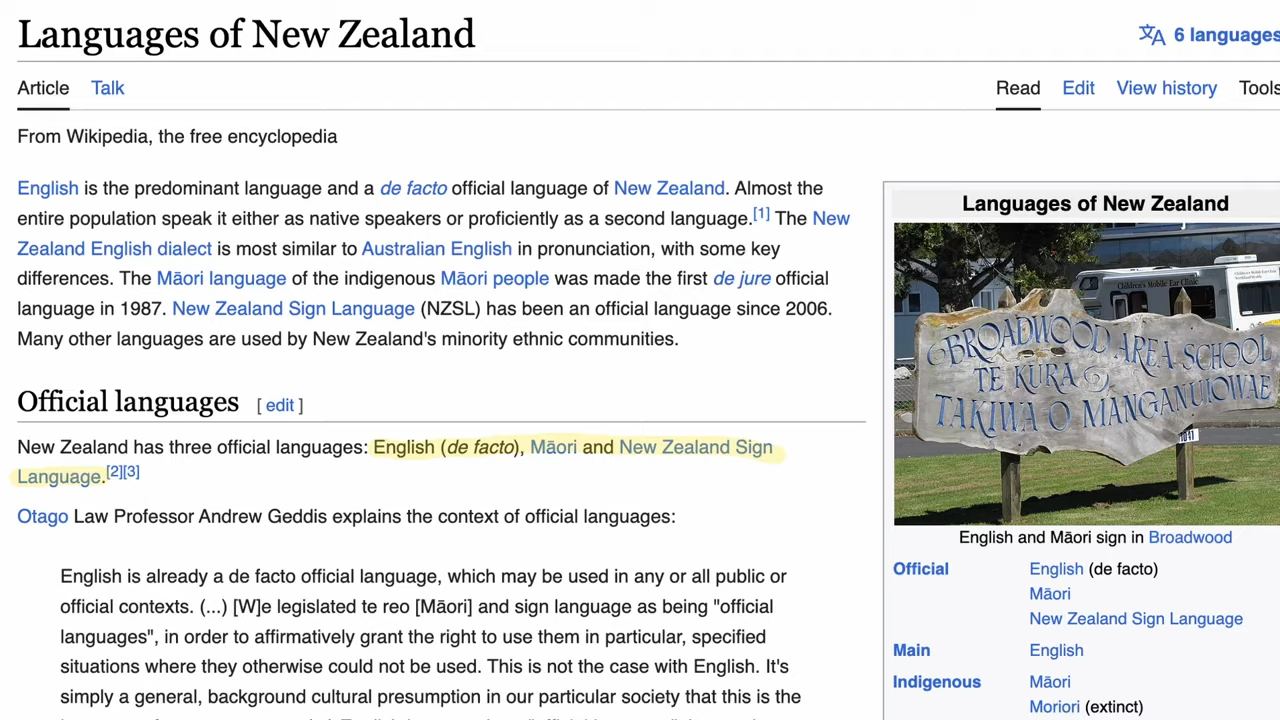 Languages of New Zealand
6 languages
Article Talk
Read Edit View history Tools
From Wikipedia, the free encyclopedia
English is the predominant language and a de facto official language of New Zealand. Almost the
entire population speak it either as native speakers or proficiently as a second language.[1] The New
Zealand English dialect is most similar to Australian English in pronunciation, with some key
differences. The Māori language of the indigenous Māori people was made the first de jure official
language in 1987. New Zealand Sign Language (NZSL) has been an official language since 2006.
Many other languages are used by New Zealand's minority ethnic communities.
Official languages [ edit ]
New Zealand has three official languages: English (de facto), Māori and New Zealand Sign
Language.[2][3]
Otago Law Professor Andrew Geddis explains the context of official languages:
English is already a de facto official language, which may be used in any or all public or
official contexts. (...) [W]e legislated te reo [Māori] and sign language as being "official
languages", in order to affirmatively grant the right to use them in particular, specified
situations where they otherwise could not be used. This is not the case with English. It's
simply a general, background cultural presumption in our particular society that this is the
Languages of New Zealand
Children's Mobile Ear Clinic
BROADWOOD AREA SCHOOL
TE KURA
TAKIWA O MANGANUIOWAE
1041
English and Māori sign in Broadwood
Official English (de facto)
Māori
New Zealand Sign Language
Main English
Indigenous Māori
Moriori (extinct)